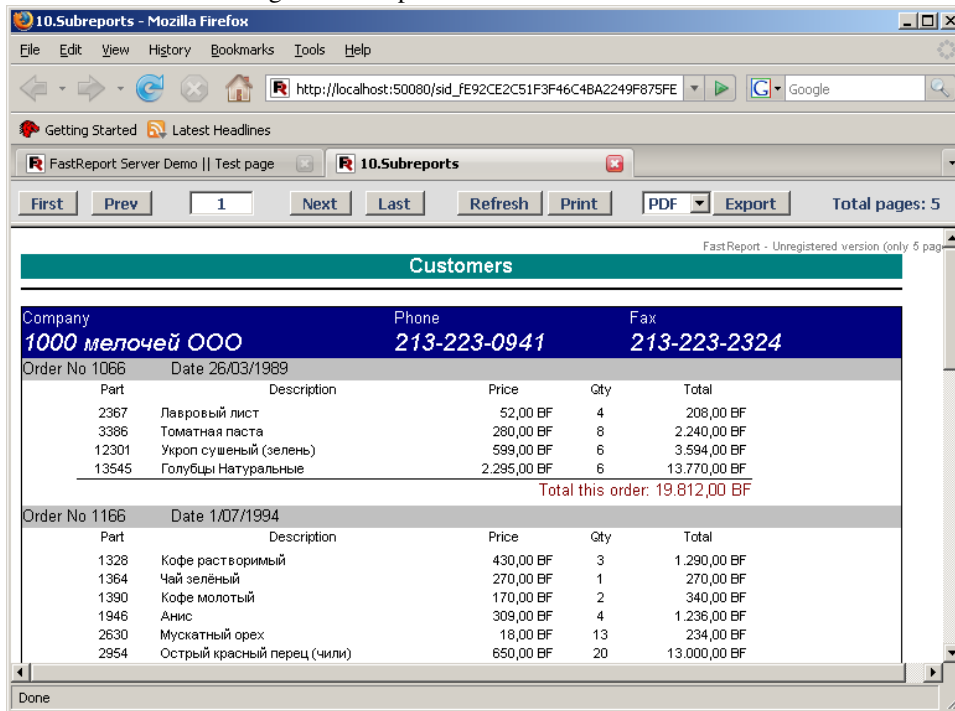 10.Subreports - Mozilla Firefox
File Edit View History Bookmarks Tools Help
http://localhost:50080/sid_fE92CE2C51F3F46C4BA2249F875FE G Google
Getting Started Latest Headlines
FastReport Server Demo || Test page 10.Subreports
First Prev 1 Next Last Refresh Print PDF Export Total pages: 5
FastReport - Unregistered version (only 5 pag
Customers
Company Phone Fax
1000 мелочей ООО 213-223-0941 213-223-2324
Order No 1066 Date 26/03/1989
Part Description Price Qty Total
2367 Лавровый лист 52,00 BF 4 208,00 BF
3386 Томатная паста 280,00 BF 8 2.240,00 BF
12301 Укроп сушеный (зелень) 599,00 BF 6 3.594,00 BF
13545 Голубцы Натуральные 2.295,00 BF 6 13.770,00 BF
Total this order: 19.812,00 BF
Order No 1166 Date 1/07/1994
Part Description Price Qty Total
1328 Кофе растворимый 430,00 BF 3 1.290,00 BF
1364 Чай зелёный 270,00 BF 1 270,00 BF
1390 Кофе молотый 170,00 BF 2 340,00 BF
1946 Анис 309,00 BF 4 1.236,00 BF
2630 Мускатный орех 18,00 BF 13 234,00 BF
2954 Острый красный перец (чили) 650,00 BF 20 13.000,00 BF
Done